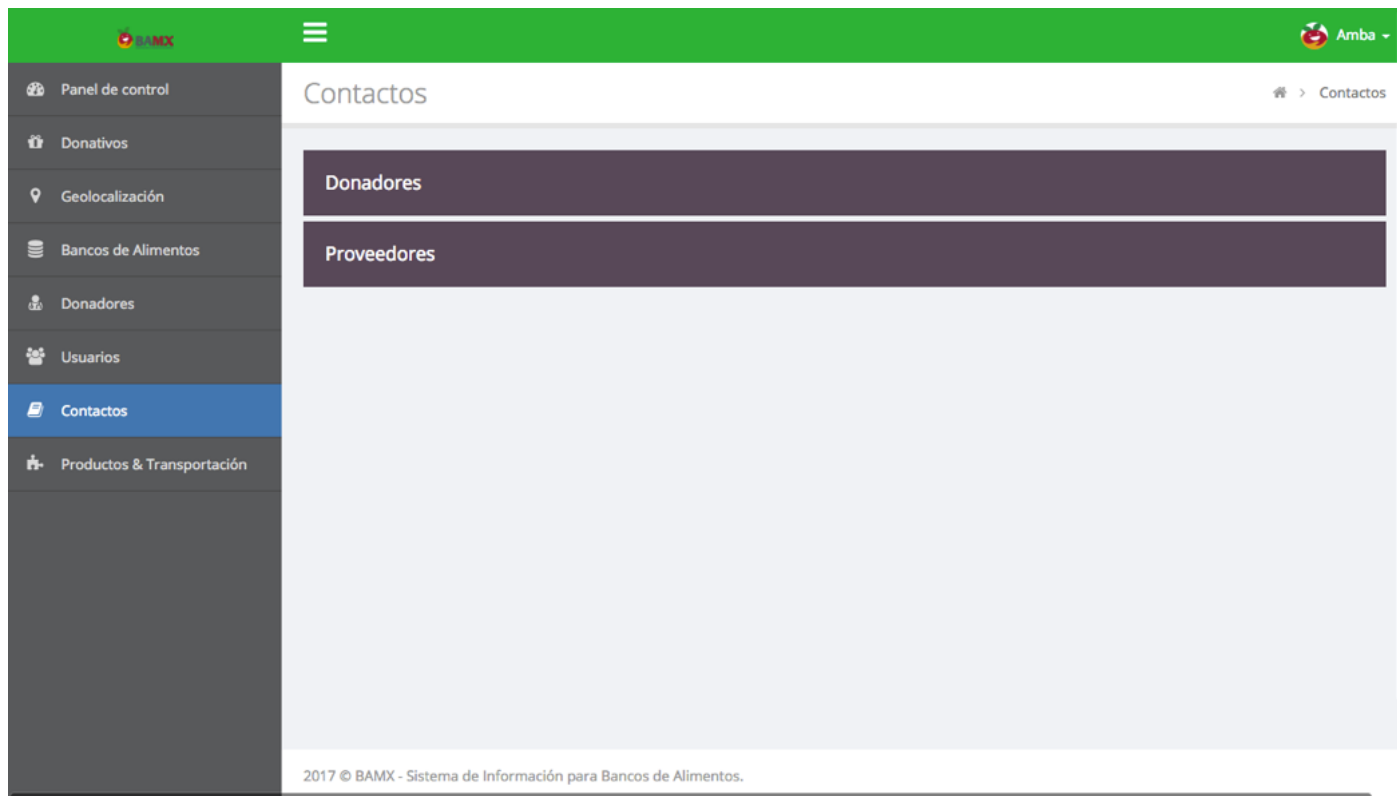 BAMX
Amba
Panel de control
Donativos
Geolocalización
Bancos de Alimentos
Donadores
Usuarios
Contactos
Productos & Transportación
Contactos
> Contactos
Donadores
Proveedores
2017 © BAMX - Sistema de Información para Bancos de Alimentos.